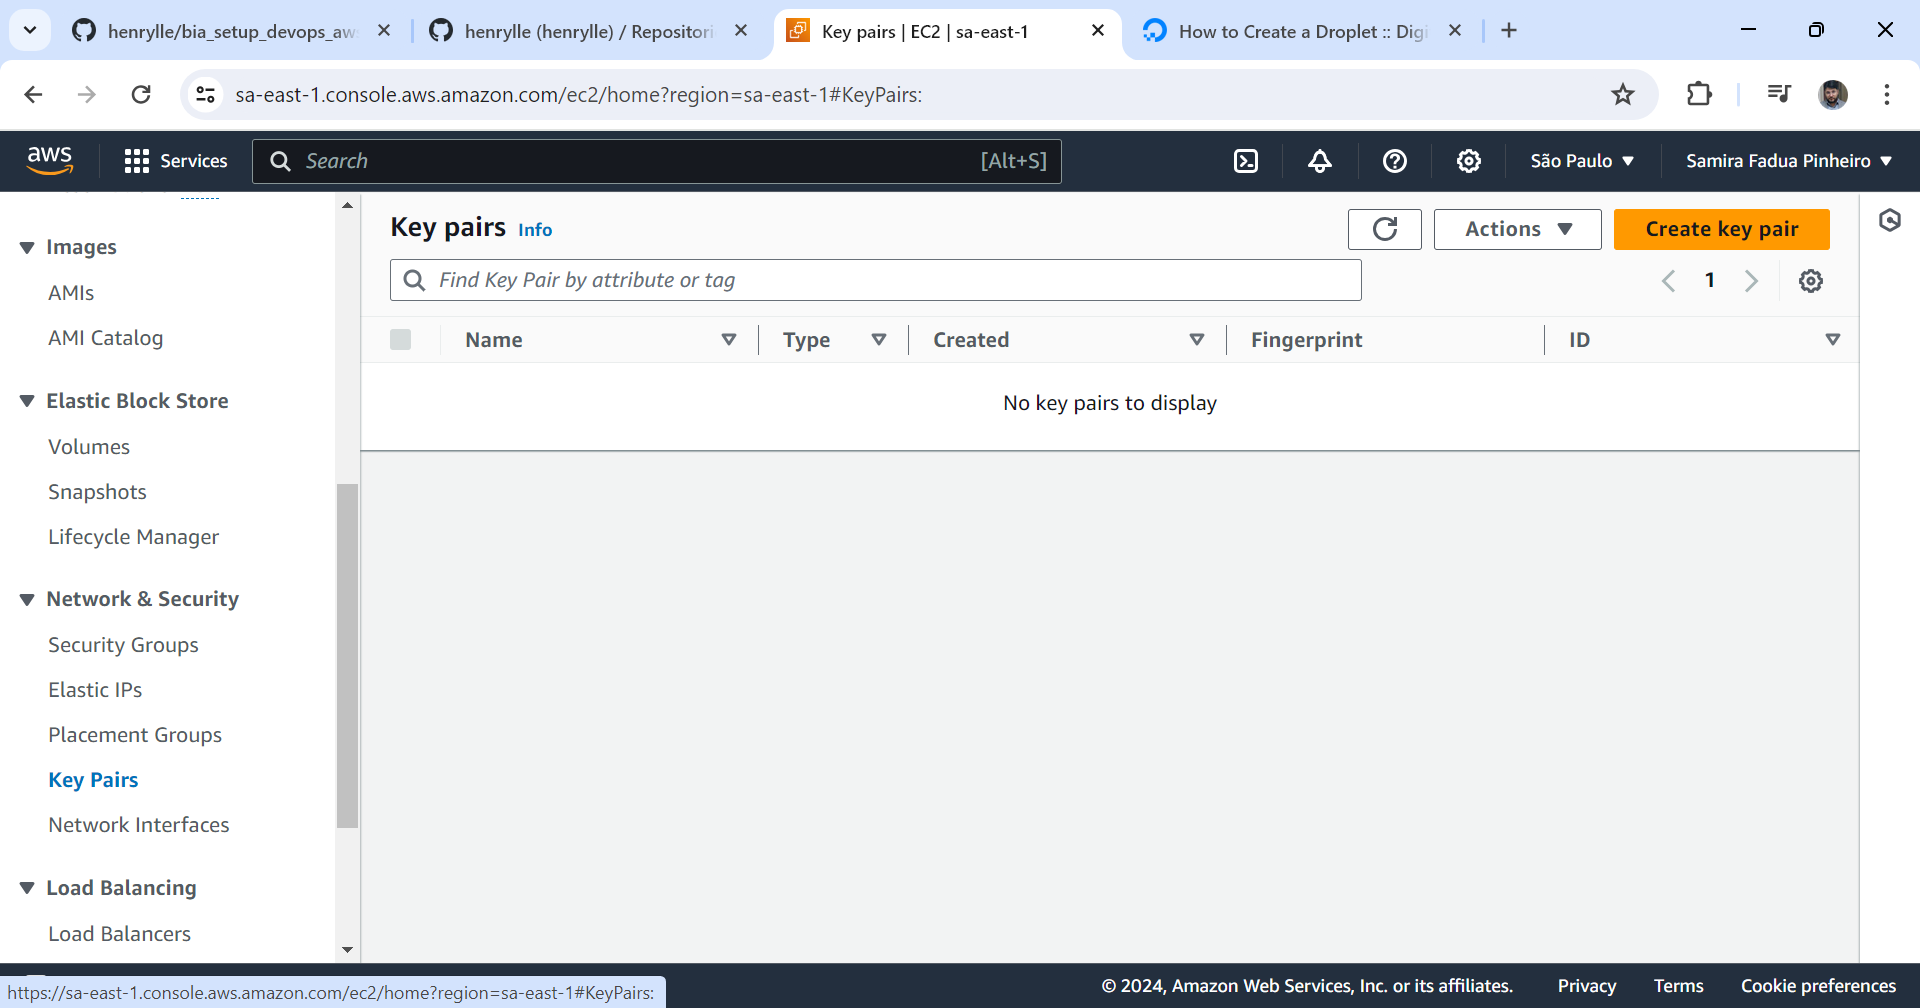 henrylle/bia_setup_devops_aws
henrylle (henrylle) / Repositori
Key pairs | EC2 | sa-east-1
How to Create a Droplet :: Digi
sa-east-1.console.aws.amazon.com/ec2/home?region=sa-east-1#KeyPairs:
aws
Services
Search
[Alt+S]
São Paulo
Samira Fadua Pinheiro
Images
AMIs
AMI Catalog
Elastic Block Store
Volumes
Snapshots
Lifecycle Manager
Network & Security
Security Groups
Elastic IPs
Placement Groups
Key Pairs
Network Interfaces
Load Balancing
Load Balancers
Key pairs Info
Actions
Create key pair
Find Key Pair by attribute or tag
1
Name
Type
Created
Fingerprint
ID
No key pairs to display
https://sa-east-1.console.aws.amazon.com/ec2/home?region=sa-east-1#KeyPairs:
© 2024, Amazon Web Services, Inc. or its affiliates.
Privacy
Terms
Cookie preferences